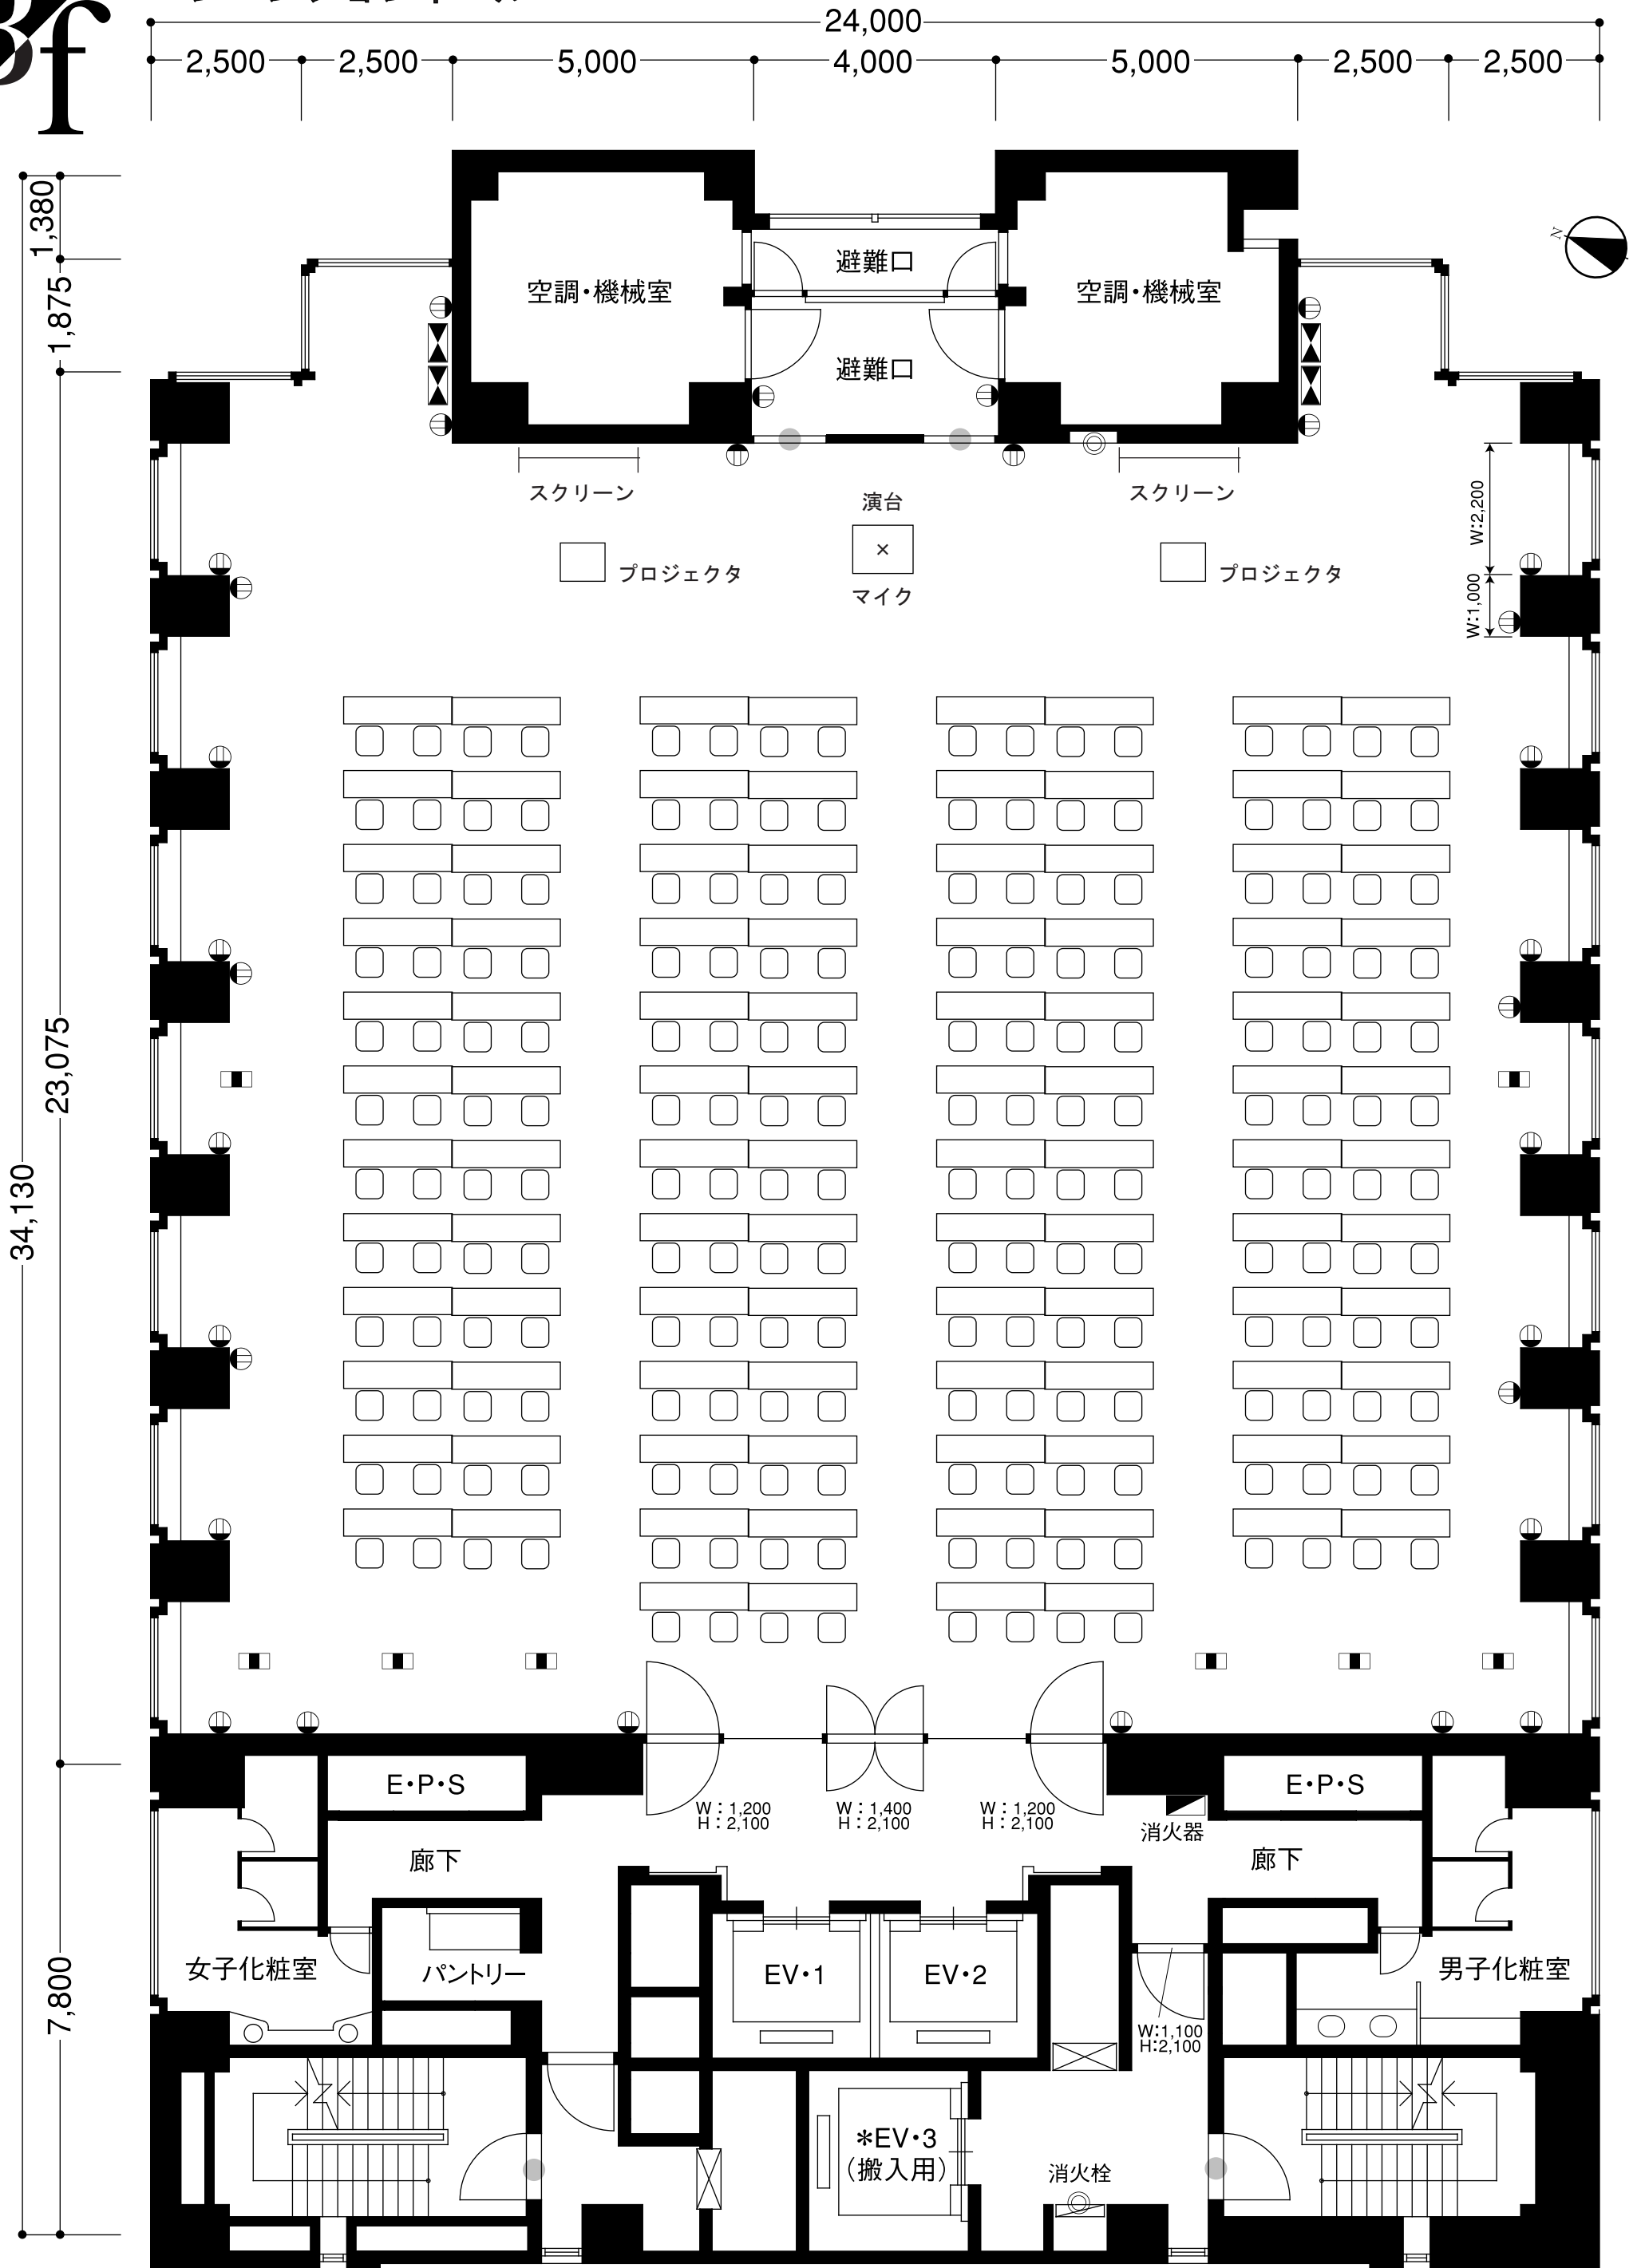 f
24,000
2,500 2,500 5,000 4,000 5,000 2,500 2,500
1,380
1,875
23,075
34,130
7,800
N
避難口
空調・機械室
空調・機械室
避難口
スクリーン
スクリーン
演台
×
マイク
プロジェクタ
プロジェクタ
W:2,200
W:1,000
E・P・S
E・P・S
W：1,200
H：2,100
W：1,400
H：2,100
W：1,200
H：2,100
消火器
廊下
廊下
女子化粧室
パントリー
EV・1
EV・2
男子化粧室
W:1,100
H:2,100
＊EV・3
（搬入用）
消火栓